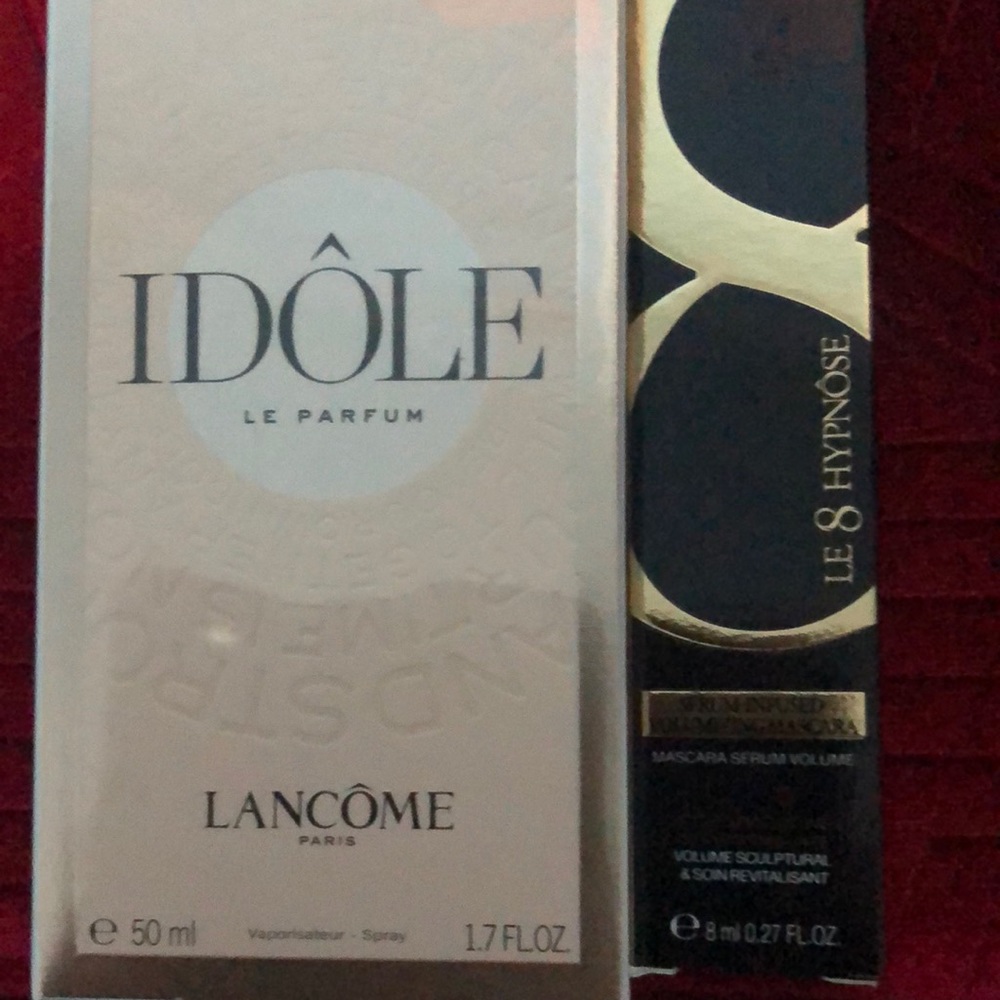 IDÔLE
LE PARFUM
LANCÔME
PARIS
℮ 50 ml
Vaporisateur - Spray
1.7 FL.OZ.
LE 8 HYPNÔSE
SERUM-INFUSED
VOLUMIZING MASCARA
MASCARA SERUM VOLUME
VOLUME SCULPTURAL
& SOIN REVITALISANT
℮ 8 ml 0.27 FL.OZ.